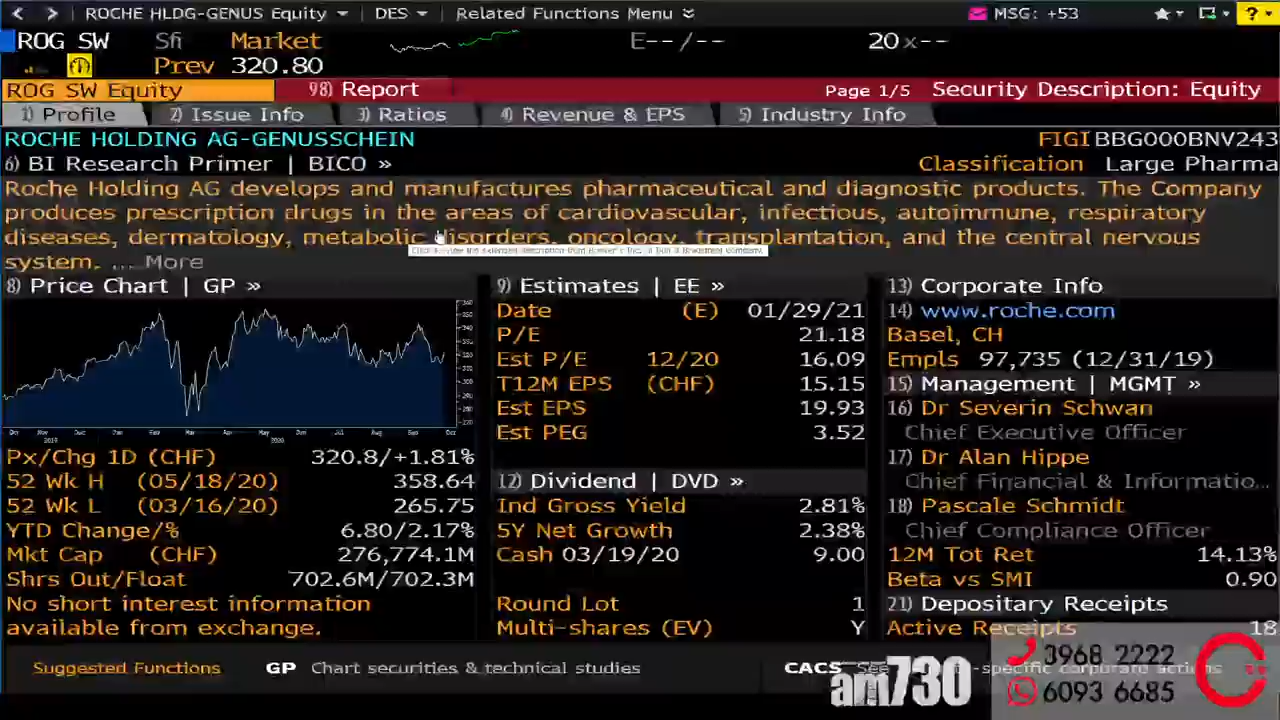 ROCHE HLDG-GENUS Equity DES Related Functions Menu MSG: +53
ROG SW Sfi Market E--/-- 20x--
Prev 320.80
ROG SW Equity 98) Report Page 1/5 Security Description: Equity
1) Profile 2) Issue Info 3) Ratios 4) Revenue & EPS 5) Industry Info
ROCHE HOLDING AG-GENUSSCHEIN FIGI BBG000BNV243
6) BI Research Primer | BICO » Classification Large Pharma
Roche Holding AG develops and manufactures pharmaceutical and diagnostic products. The Company
produces prescription drugs in the areas of cardiovascular, infectious, autoimmune, respiratory
diseases, dermatology, metabolic disorders, oncology, transplantation, and the central nervous
system. ... More
8) Price Chart | GP »
Px/Chg 1D (CHF) 320.8/+1.81%
52 Wk H (05/18/20) 358.64
52 Wk L (03/16/20) 265.75
YTD Change/% 6.80/2.17%
Mkt Cap (CHF) 276,774.1M
Shrs Out/Float 702.6M/702.3M
No short interest information
available from exchange.
9) Estimates | EE »
Date (E) 01/29/21
P/E 21.18
Est P/E 12/20 16.09
T12M EPS (CHF) 15.15
Est EPS 19.93
Est PEG 3.52
12) Dividend | DVD »
Ind Gross Yield 2.81%
5Y Net Growth 2.38%
Cash 03/19/20 9.00
Round Lot 1
Multi-shares (EV) Y
13) Corporate Info
14) www.roche.com
Basel, CH
Empls 97,735 (12/31/19)
15) Management | MGMT »
16) Dr Severin Schwan
Chief Executive Officer
17) Dr Alan Hippe
Chief Financial & Informatio...
18) Pascale Schmidt
Chief Compliance Officer
12M Tot Ret 14.13%
Beta vs SMI 0.90
21) Depositary Receipts
Active Receipts 18
Suggested Functions GP Chart securities & technical studies CACS See -specific corporate actions
am730
3968 2222
6093 6685